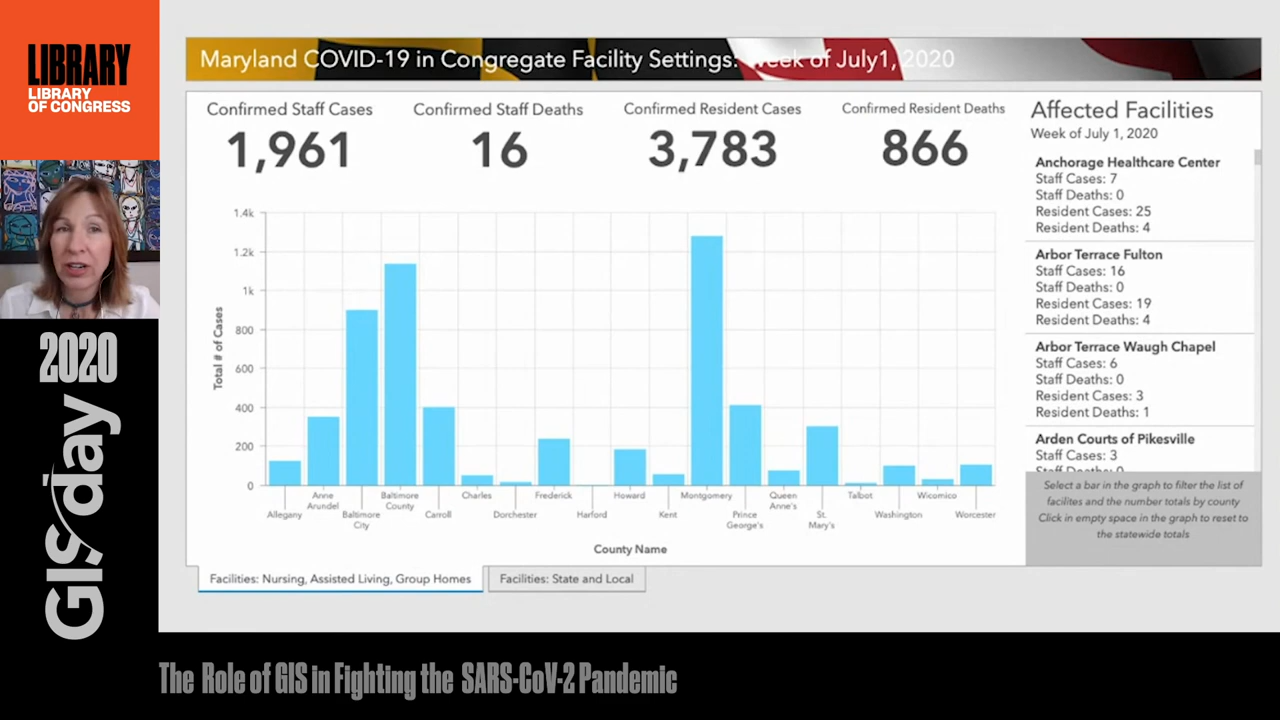 LIBRARY
LIBRARY
OF CONGRESS
2020
GISday
Maryland COVID-19 in Congregate Facility Settings: Week of July1, 2020
Confirmed Staff Cases
1,961
Confirmed Staff Deaths
16
Confirmed Resident Cases
3,783
Confirmed Resident Deaths
866
Total # of Cases
1.4k
1.2k
1k
800
600
400
200
0
Allegany
Anne
Arundel
Baltimore
City
Baltimore
County
Carroll
Charles
Dorchester
Frederick
Harford
Howard
Kent
Montgomery
Prince
George's
Queen
Anne's
St.
Mary's
Talbot
Washington
Wicomico
Worcester
County Name
Affected Facilities
Week of July 1, 2020
Anchorage Healthcare Center
Staff Cases: 7
Staff Deaths: 0
Resident Cases: 25
Resident Deaths: 4
Arbor Terrace Fulton
Staff Cases: 16
Staff Deaths: 0
Resident Cases: 19
Resident Deaths: 4
Arbor Terrace Waugh Chapel
Staff Cases: 6
Staff Deaths: 0
Resident Cases: 3
Resident Deaths: 1
Arden Courts of Pikesville
Staff Cases: 3
Staff Deaths: 0
Select a bar in the graph to filter the list of
facilites and the number totals by county
Click in empty space in the graph to reset to
the statewide totals
Facilities: Nursing, Assisted Living, Group Homes
Facilities: State and Local
The Role of GIS in Fighting the SARS-CoV-2 Pandemic